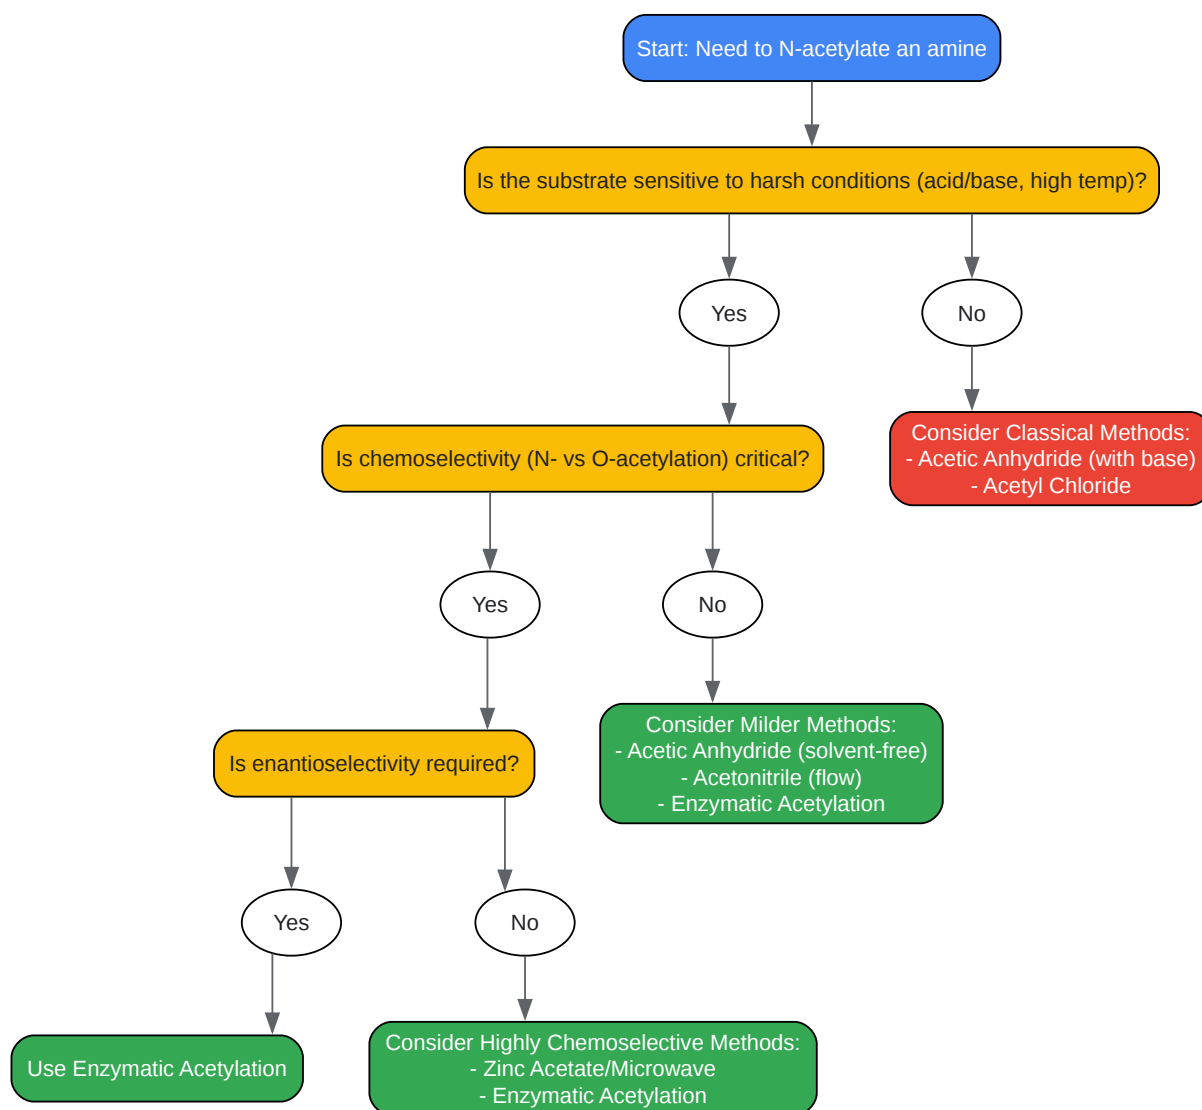 Start: Need to N-acetylate an amine
Is the substrate sensitive to harsh conditions (acid/base, high temp)?
Yes
No
Consider Classical Methods:
- Acetic Anhydride (with base)
- Acetyl Chloride
Is chemoselectivity (N- vs O-acetylation) critical?
Yes
No
Consider Milder Methods:
- Acetic Anhydride (solvent-free)
- Acetonitrile (flow)
- Enzymatic Acetylation
Is enantioselectivity required?
Yes
No
Use Enzymatic Acetylation
Consider Highly Chemoselective Methods:
- Zinc Acetate/Microwave
- Enzymatic Acetylation